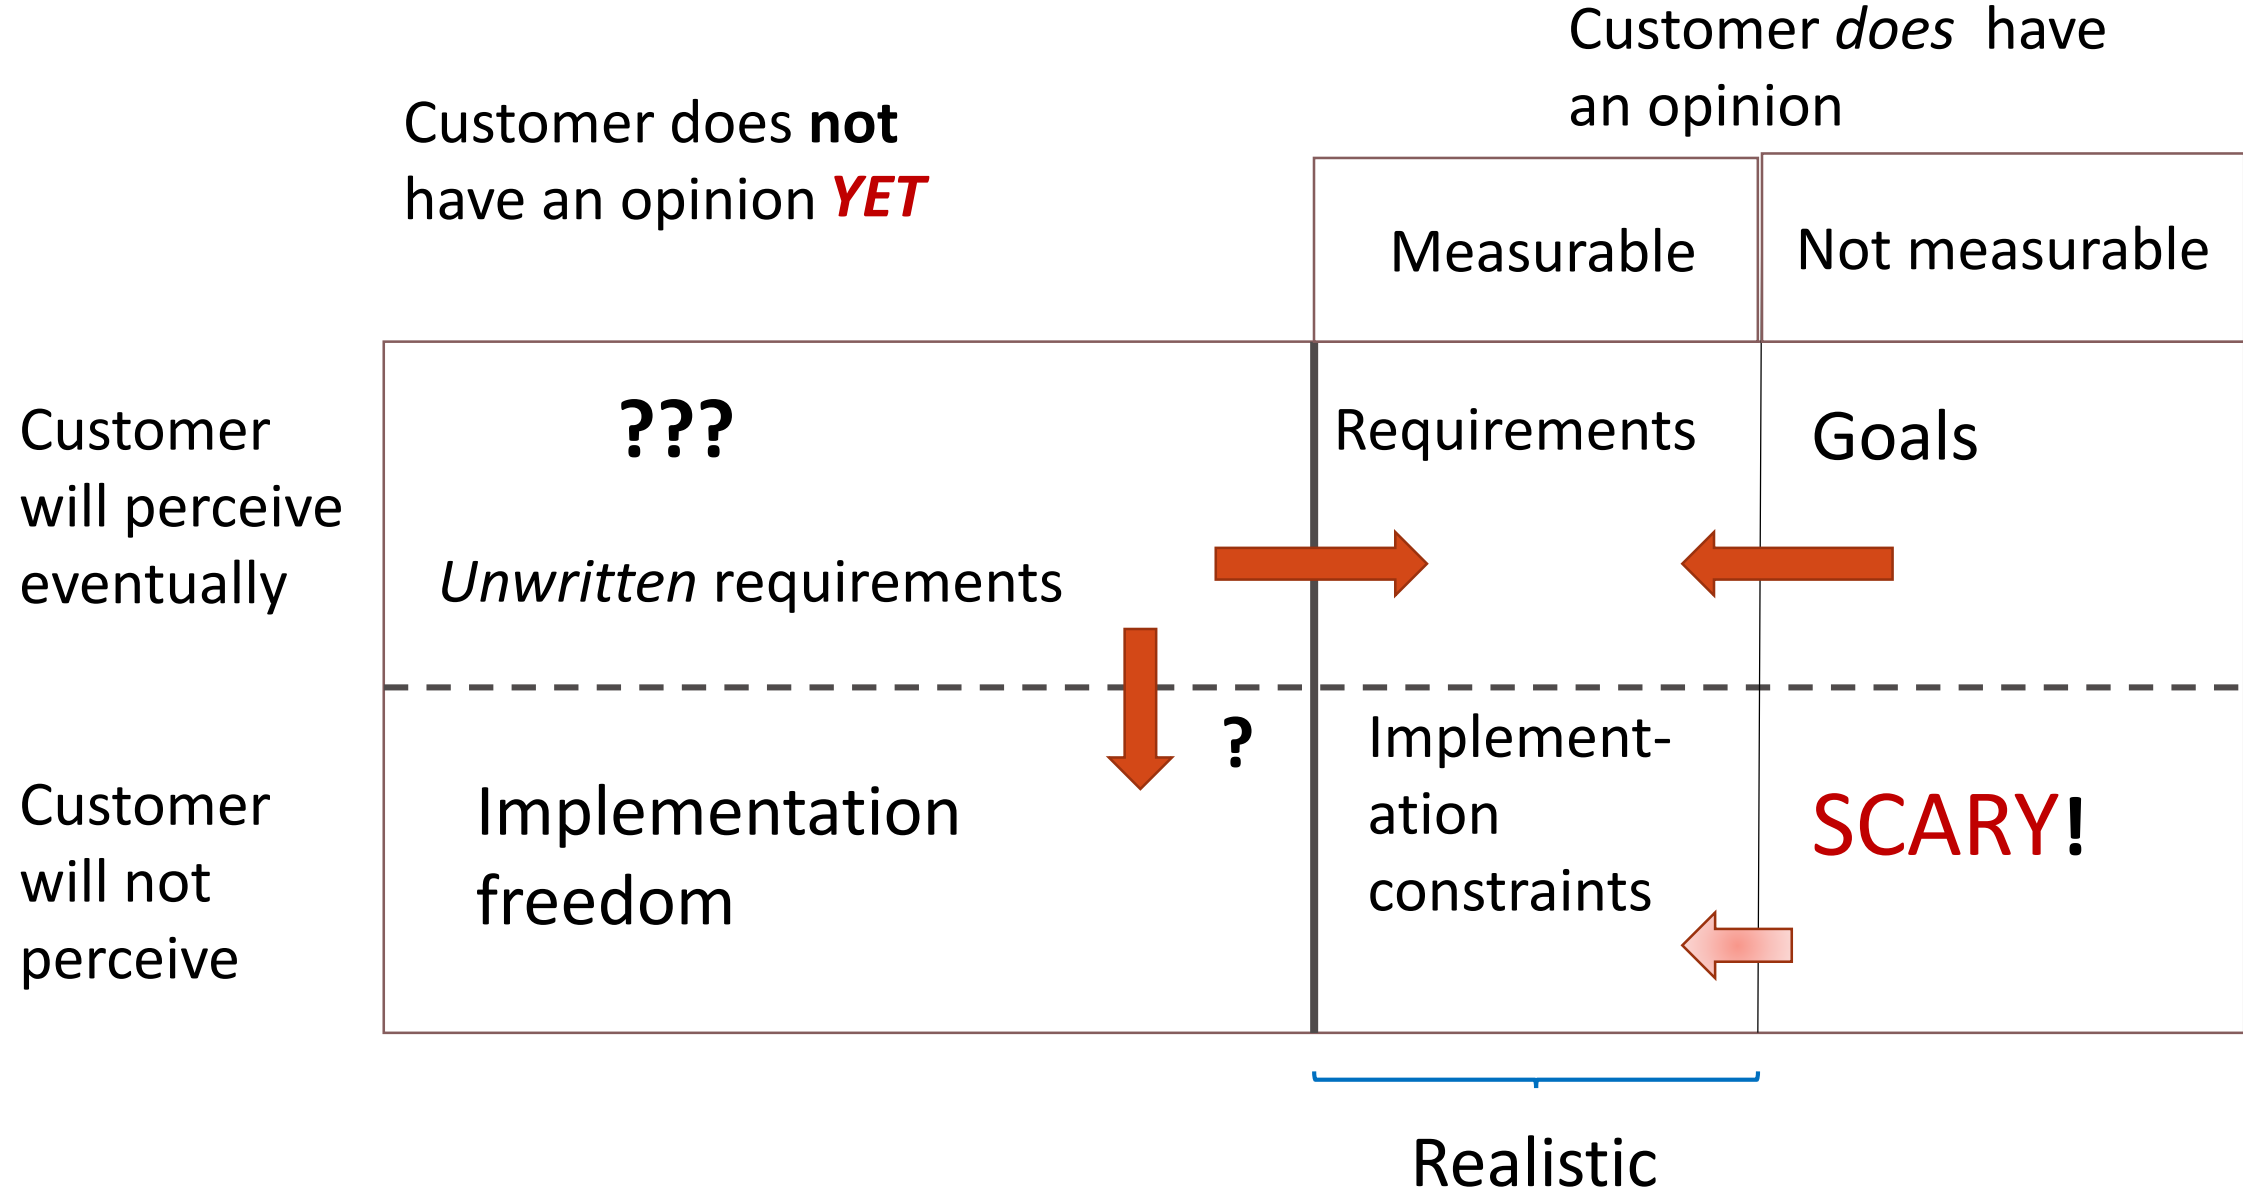 Customer does have
an opinion
Customer does not
have an opinion YET
Measurable
Not measurable
Customer
will perceive
eventually
???
Unwritten requirements
Requirements
Goals
Customer
will not
perceive
?
Implementation
freedom
Implement-
ation
constraints
SCARY!
Realistic